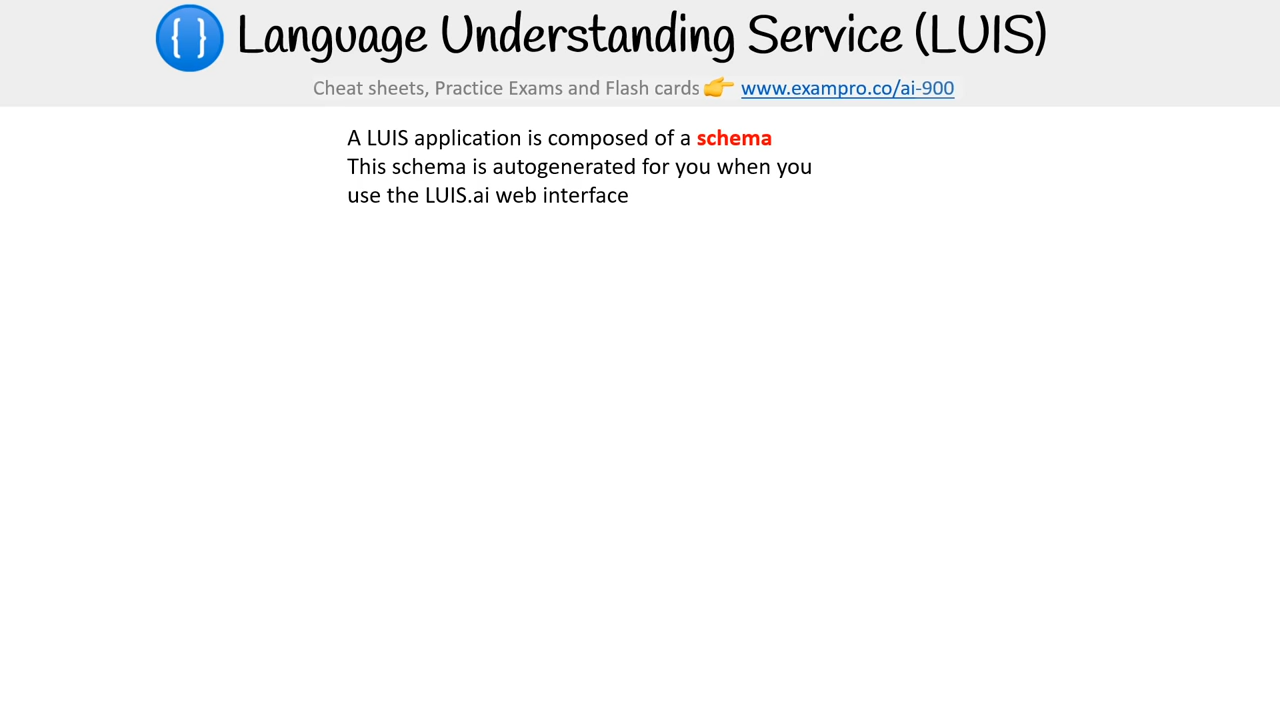 { } Language Understanding Service (LUIS)
Cheat sheets, Practice Exams and Flash cards 👉 www.exampro.co/ai-900
A LUIS application is composed of a schema
This schema is autogenerated for you when you
use the LUIS.ai web interface